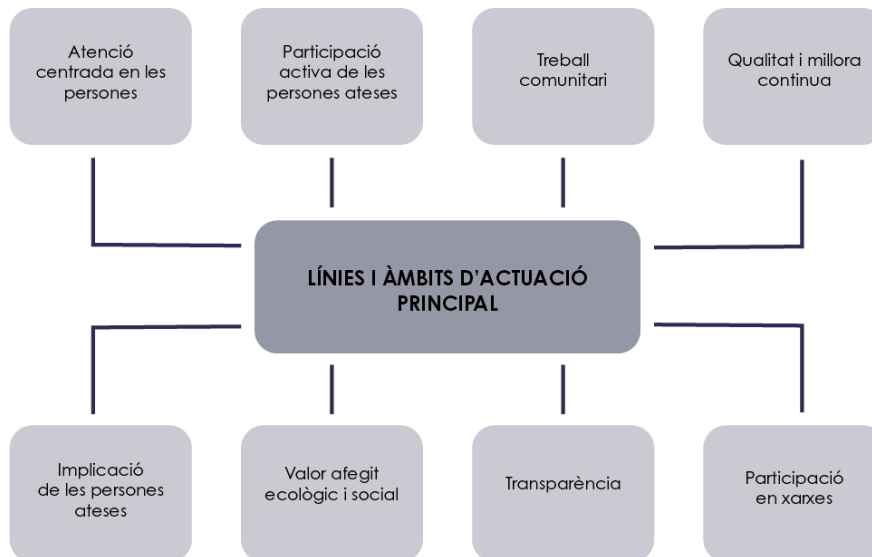 Atenció
centrada en les
persones
Participació
activa de les
persones ateses
Treball
comunitari
Qualitat i millora
continua
LÍNIES I ÀMBITS D'ACTUACIÓ
PRINCIPAL
Implicació
de les persones
ateses
Valor afegit
ecològic i social
Transparència
Participació
en xarxes